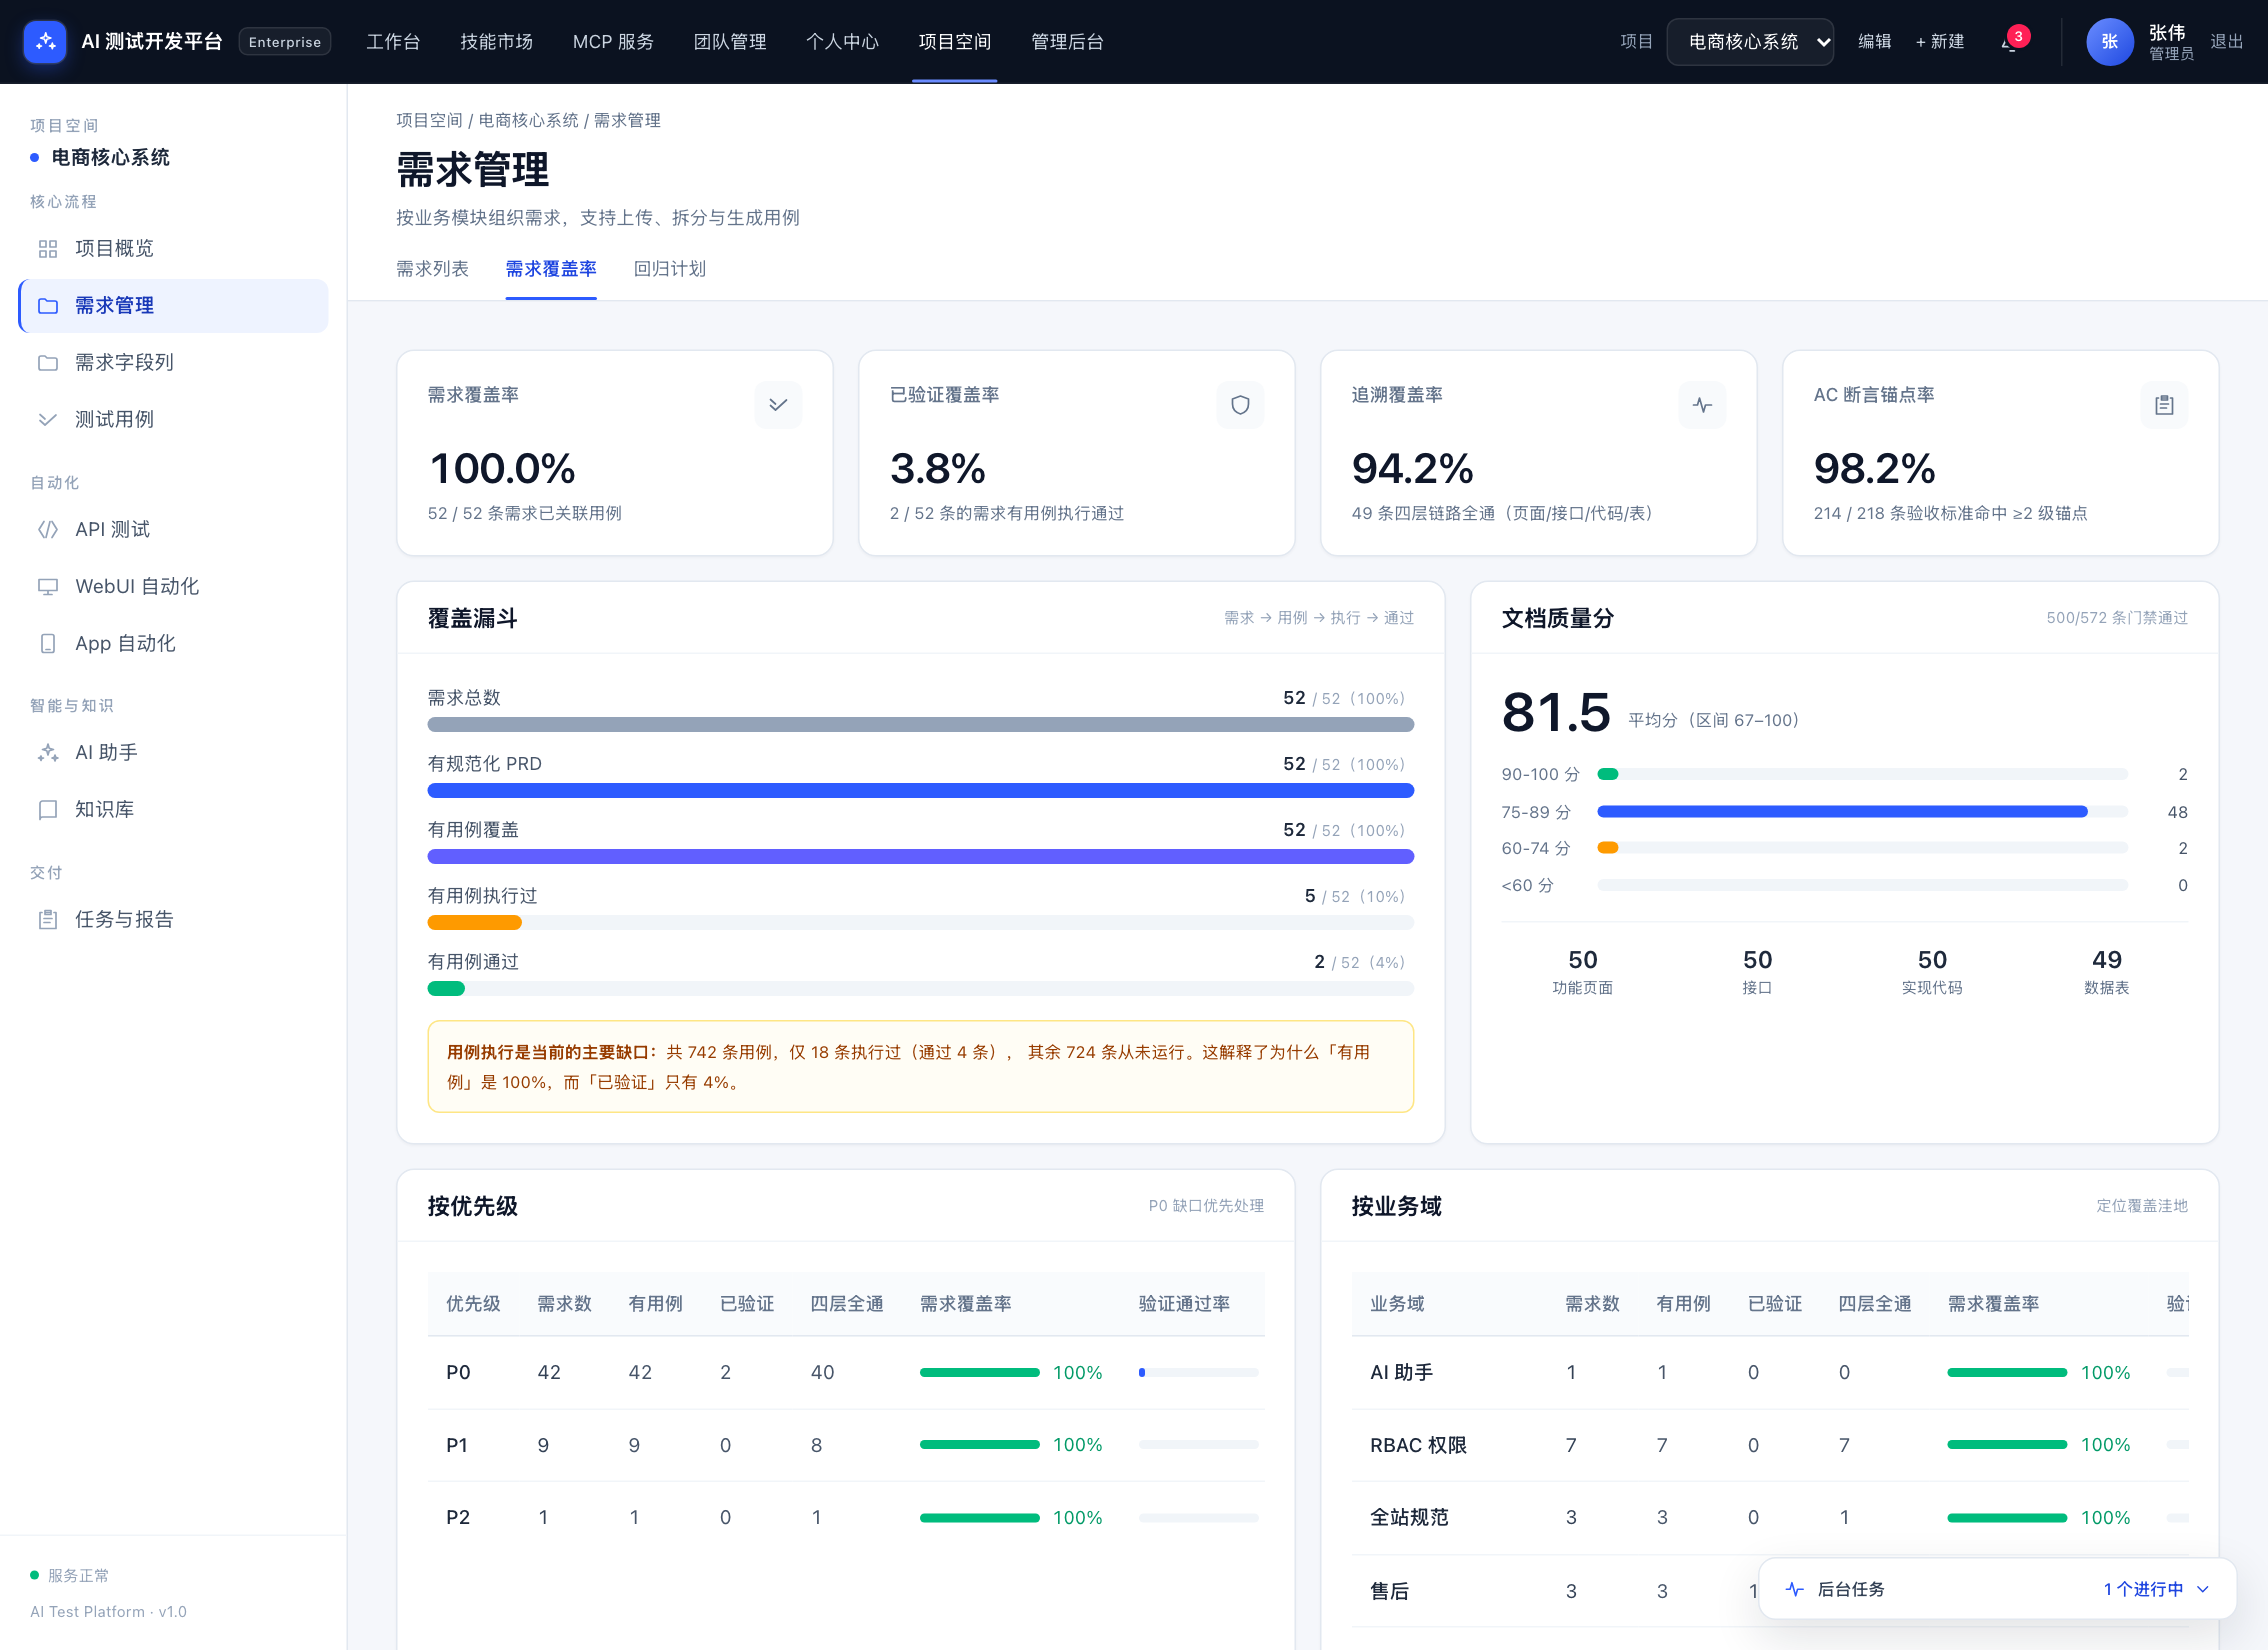 AI 测试开发平台
Enterprise
工作台
技能市场
MCP 服务
团队管理
个人中心
项目空间
管理后台
项目
电商核心系统
编辑
+ 新建
3
张
张伟
管理员
退出
项目空间
电商核心系统
核心流程
项目概览
需求管理
需求字段列
测试用例
自动化
API 测试
WebUI 自动化
App 自动化
智能与知识
AI 助手
知识库
交付
任务与报告
服务正常
AI Test Platform · v1.0
项目空间 / 电商核心系统 / 需求管理
需求管理
按业务模块组织需求，支持上传、拆分与生成用例
需求列表
需求覆盖率
回归计划
需求覆盖率
100.0%
52 / 52 条需求已关联用例
已验证覆盖率
3.8%
2 / 52 条的需求有用例执行通过
追溯覆盖率
94.2%
49 条四层链路全通（页面/接口/代码/表）
AC 断言锚点率
98.2%
214 / 218 条验收标准命中 ≥2 级锚点
覆盖漏斗
需求 → 用例 → 执行 → 通过
需求总数
52 / 52（100%）
有规范化 PRD
52 / 52（100%）
有用例覆盖
52 / 52（100%）
有用例执行过
5 / 52（10%）
有用例通过
2 / 52（4%）
用例执行是当前的主要缺口：共 742 条用例，仅 18 条执行过（通过 4 条）， 其余 724 条从未运行。这解释了为什么「有用
例」是 100%，而「已验证」只有 4%。
文档质量分
500/572 条门禁通过
81.5 平均分（区间 67–100）
90-100 分 2
75-89 分 48
60-74 分 2
<60 分 0
50
功能页面
50
接口
50
实现代码
49
数据表
按优先级
P0 缺口优先处理
优先级 需求数 有用例 已验证 四层全通 需求覆盖率 验证通过率
P0 42 42 2 40 100%
P1 9 9 0 8 100%
P2 1 1 0 1 100%
按业务域
定位覆盖洼地
业务域 需求数 有用例 已验证 四层全通 需求覆盖率 验
AI 助手 1 1 0 0 100%
RBAC 权限 7 7 0 7 100%
全站规范 3 3 0 1 100%
售后 3 3 1
后台任务
1 个进行中